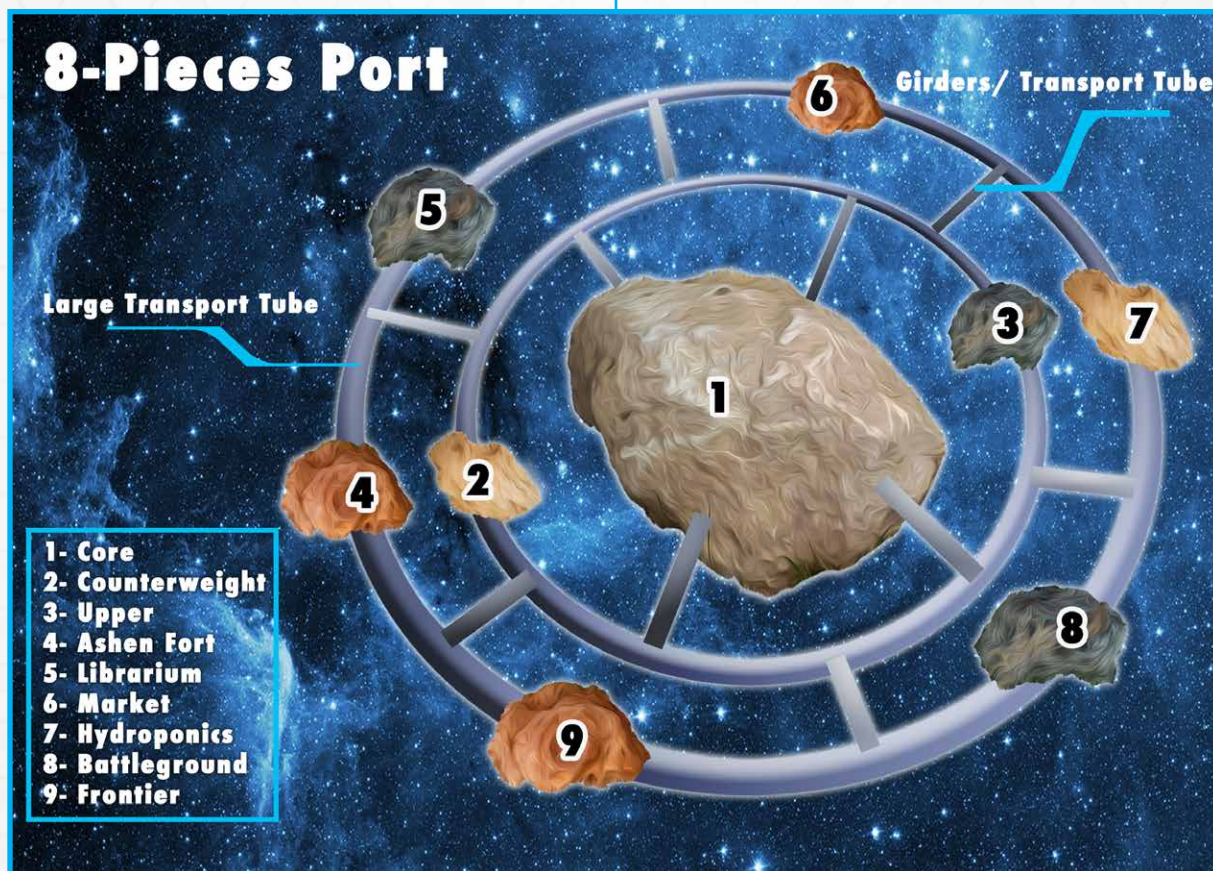 8-Pieces Port
Girders/ Transport Tube
Large Transport Tube
6
5
3
7
1
4
2
8
9
1- Core
2- Counterweight
3- Upper
4- Ashen Fort
5- Librarium
6- Market
7- Hydroponics
8- Battleground
9- Frontier